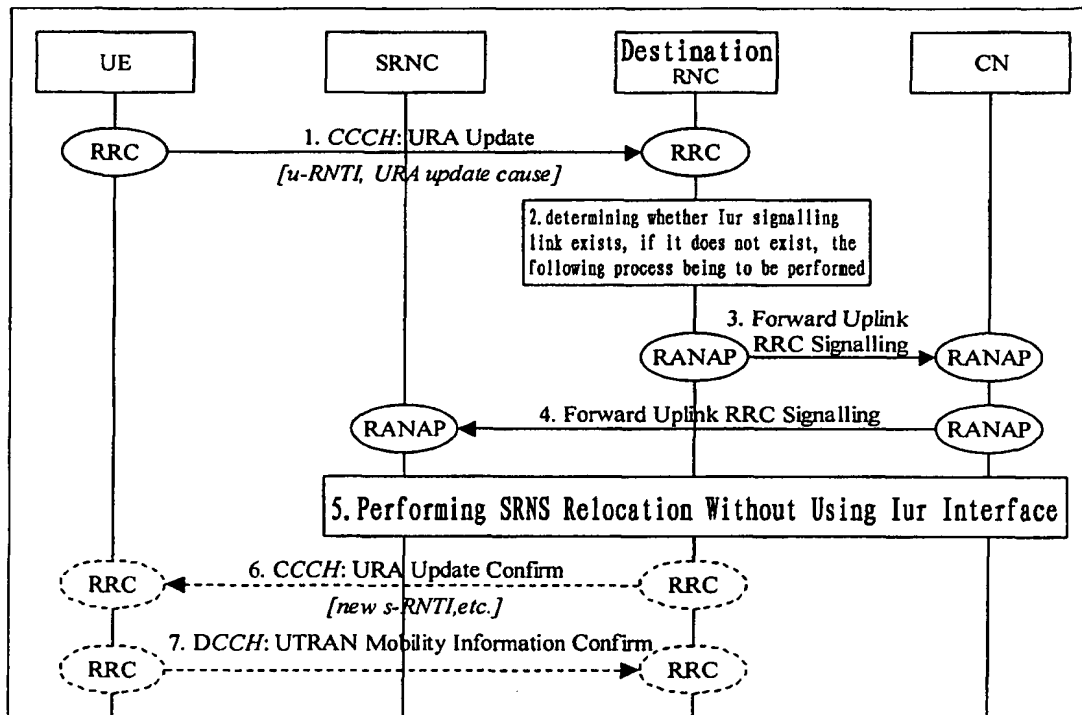 UE
SRNC
Destination
RNC
CN
1. CCCH: URA Update
RRC
RRC
[u-RNTI, URA update cause]
2.determining whether Iur signalling
link exists, if it does not exist, the
following process being to be performed
3. Forward Uplink
RRC Signalling
RANAP
RANAP
4. Forward Uplink RRC Signalling
RANAP
RANAP
5.Performing SRNS Relocation Without Using Iur Interface
6. CCCH: URA Update Confirm
RRC
RRC
[new s-RNTI,etc.]
7. DCCH: UTRAN Mobility Information Confirm
RRC
RRC